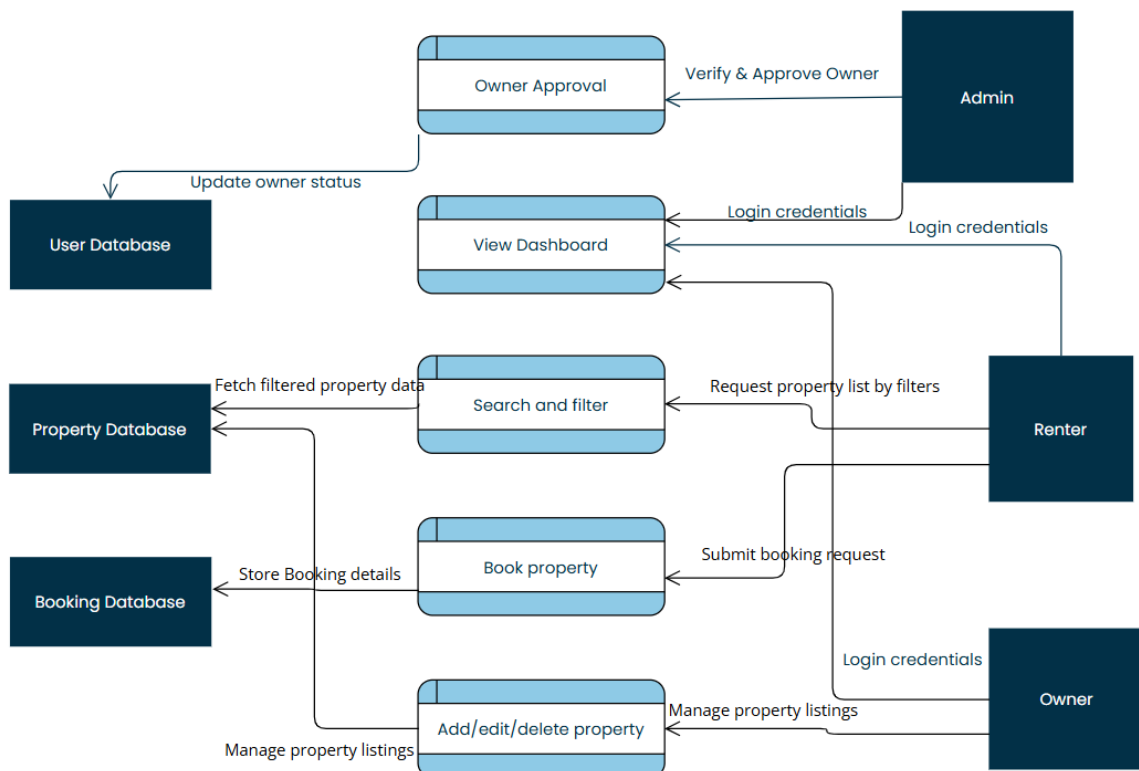 Owner Approval
Verify & Approve Owner
Admin
Update owner status
User Database
View Dashboard
Login credentials
Login credentials
Fetch filtered property data
Property Database
Search and filter
Request property list by filters
Renter
Store Booking details
Booking Database
Book property
Submit booking request
Login credentials
Owner
Manage property listings
Add/edit/delete property
Manage property listings